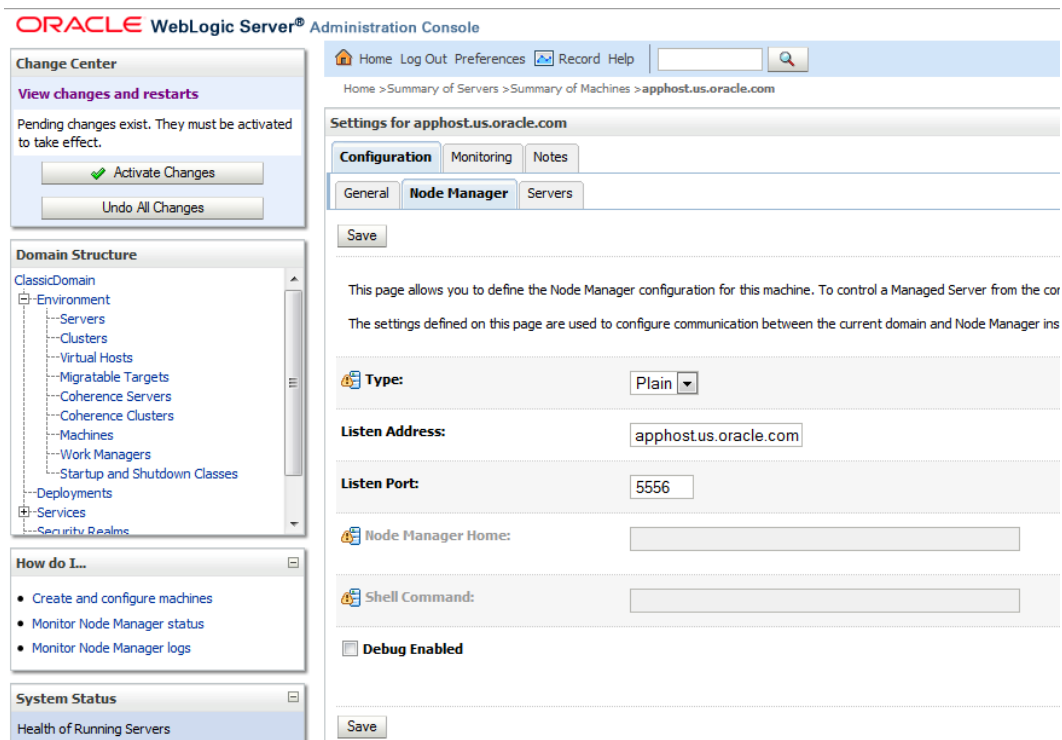 ORACLE WebLogic Server® Administration Console
Change Center
View changes and restarts
Pending changes exist. They must be activated
to take effect.
Activate Changes
Undo All Changes
Domain Structure
ClassicDomain
Environment
Servers
Clusters
Virtual Hosts
Migratable Targets
Coherence Servers
Coherence Clusters
Machines
Work Managers
Startup and Shutdown Classes
Deployments
Services
Security Realms
How do I...
Create and configure machines
Monitor Node Manager status
Monitor Node Manager logs
System Status
Health of Running Servers
Home Log Out Preferences Record Help
Home >Summary of Servers >Summary of Machines >apphost.us.oracle.com
Settings for apphost.us.oracle.com
Configuration Monitoring Notes
General Node Manager Servers
Save
This page allows you to define the Node Manager configuration for this machine. To control a Managed Server from the
The settings defined on this page are used to configure communication between the current domain and Node Manager
Type: Plain
Listen Address: apphost.us.oracle.com
Listen Port: 5556
Node Manager Home:
Shell Command:
Debug Enabled
Save